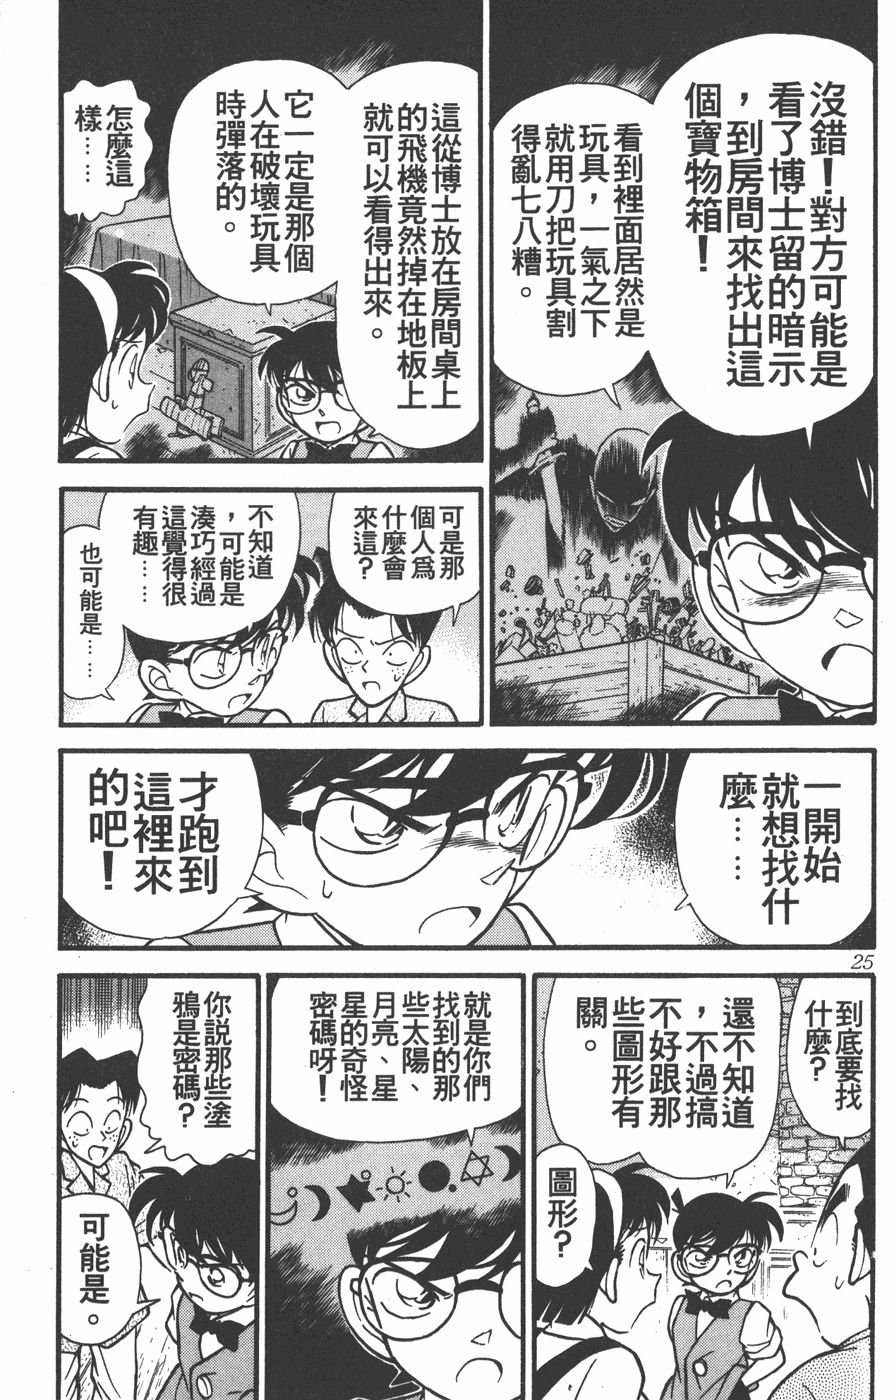 沒錯！對方可能是
看了博士留的暗示
，到房間來找出這
個寶物箱！
看到裡面居然是
玩具，一氣之下
就用刀把玩具割
得亂七八糟。
這從博士放在房間桌上
的飛機竟然掉在地板上
就可以看得出來。
它一定是那個
人在破壞玩具
時彈落的。
怎麼這
樣……
可是那
個人為
什麼會
來這？
不知道
，可能是
湊巧經過
這覺得很
有趣……
也可能是……
一開始
就想找什
麼……
才跑到
這裡來
的吧！
25
到底要找
什麼？
還不知道
，不過搞
不好跟那
些圖形有
關。
圖形？
就是你們
找到的那
些太陽、
月亮、星
星的奇怪
密碼呀！
你説那些塗
鴉是密碼？
可能是。